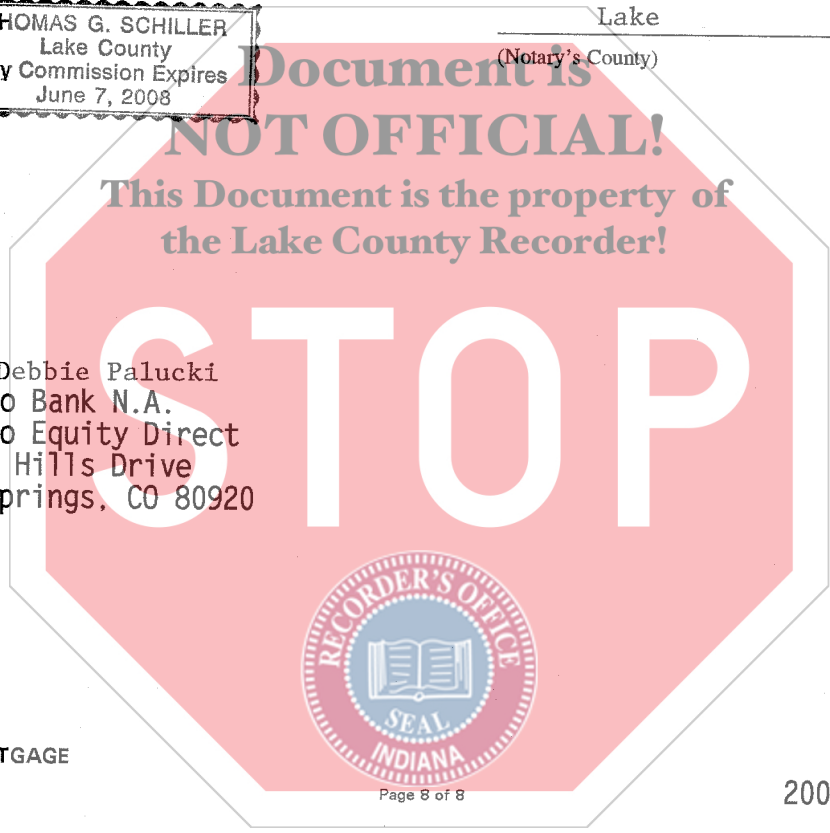 HOMAS G. SCHILLER
Lake County
y Commission Expires
June 7, 2008
Lake
(Notary's County)
Document is
NOT OFFICIAL!
This Document is the property of
the Lake County Recorder!
STOP
Debbie Palucki
o Bank N.A.
o Equity Direct
Hills Drive
prings, CO 80920
RECORDER'S OFFICE
SEAL
INDIANA
TGAGE
Page 8 of 8
200